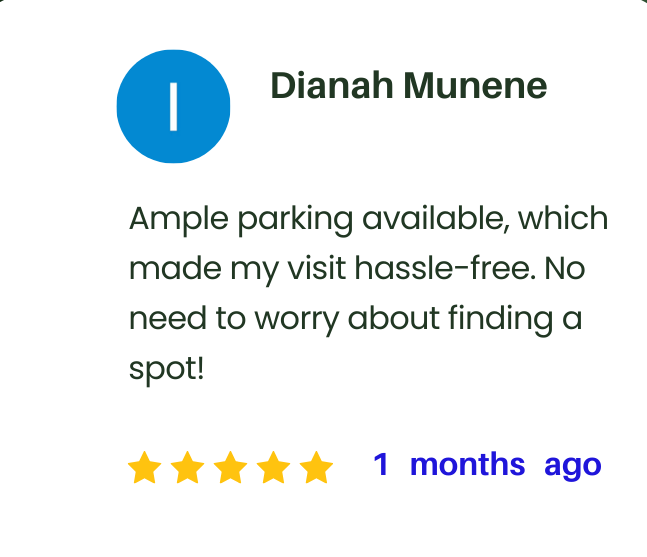 I
Dianah Munene
Ample parking available, which
made my visit hassle-free. No
need to worry about finding a
spot!
1 months ago